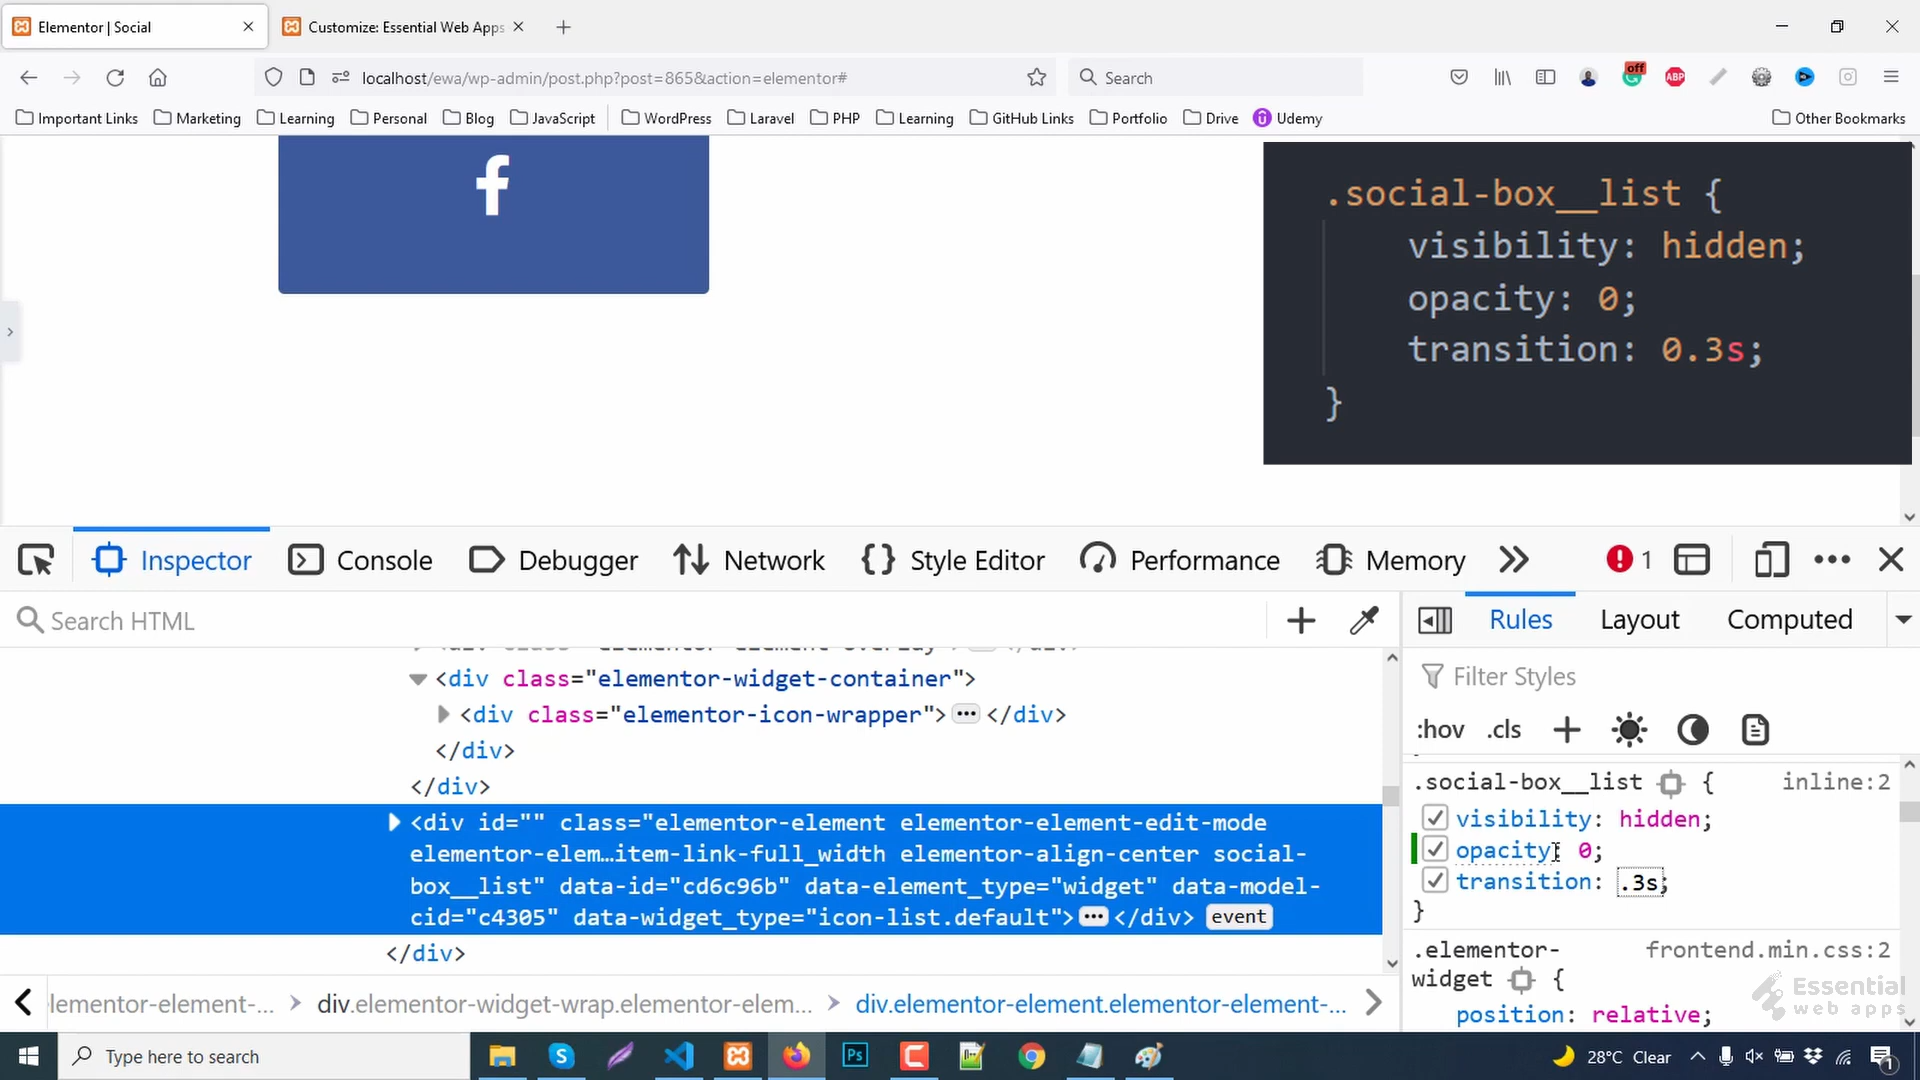 Elementor | Social
Customize: Essential Web Apps
localhost/ewa/wp-admin/post.php?post=865&action=elementor#
Search
off
ABP
Important Links
Marketing
Learning
Personal
Blog
JavaScript
WordPress
Laravel
PHP
Learning
GitHub Links
Portfolio
Drive
Udemy
Other Bookmarks
f
.social-box__list {
visibility: hidden;
opacity: 0;
transition: 0.3s;
}
Inspector
Console
Debugger
Network
Style Editor
Performance
Memory
1
Search HTML
<div class="elementor-widget-container">
<div class="elementor-icon-wrapper"> ••• </div>
</div>
</div>
<div id="" class="elementor-element elementor-element-edit-mode
elementor-elem…item-link-full_width elementor-align-center social-
box__list" data-id="cd6c96b" data-element_type="widget" data-model-
cid="c4305" data-widget_type="icon-list.default"> ••• </div> event
</div>
lementor-element-...
div.elementor-widget-wrap.elementor-elem...
div.elementor-element.elementor-element-...
Rules
Layout
Computed
Filter Styles
:hov .cls
.social-box__list { inline:2
visibility: hidden;
opacity: 0;
transition: .3s;
}
.elementor- frontend.min.css:2
widget {
position: relative;
Essential
web apps
Type here to search
Ps
28°C Clear
1